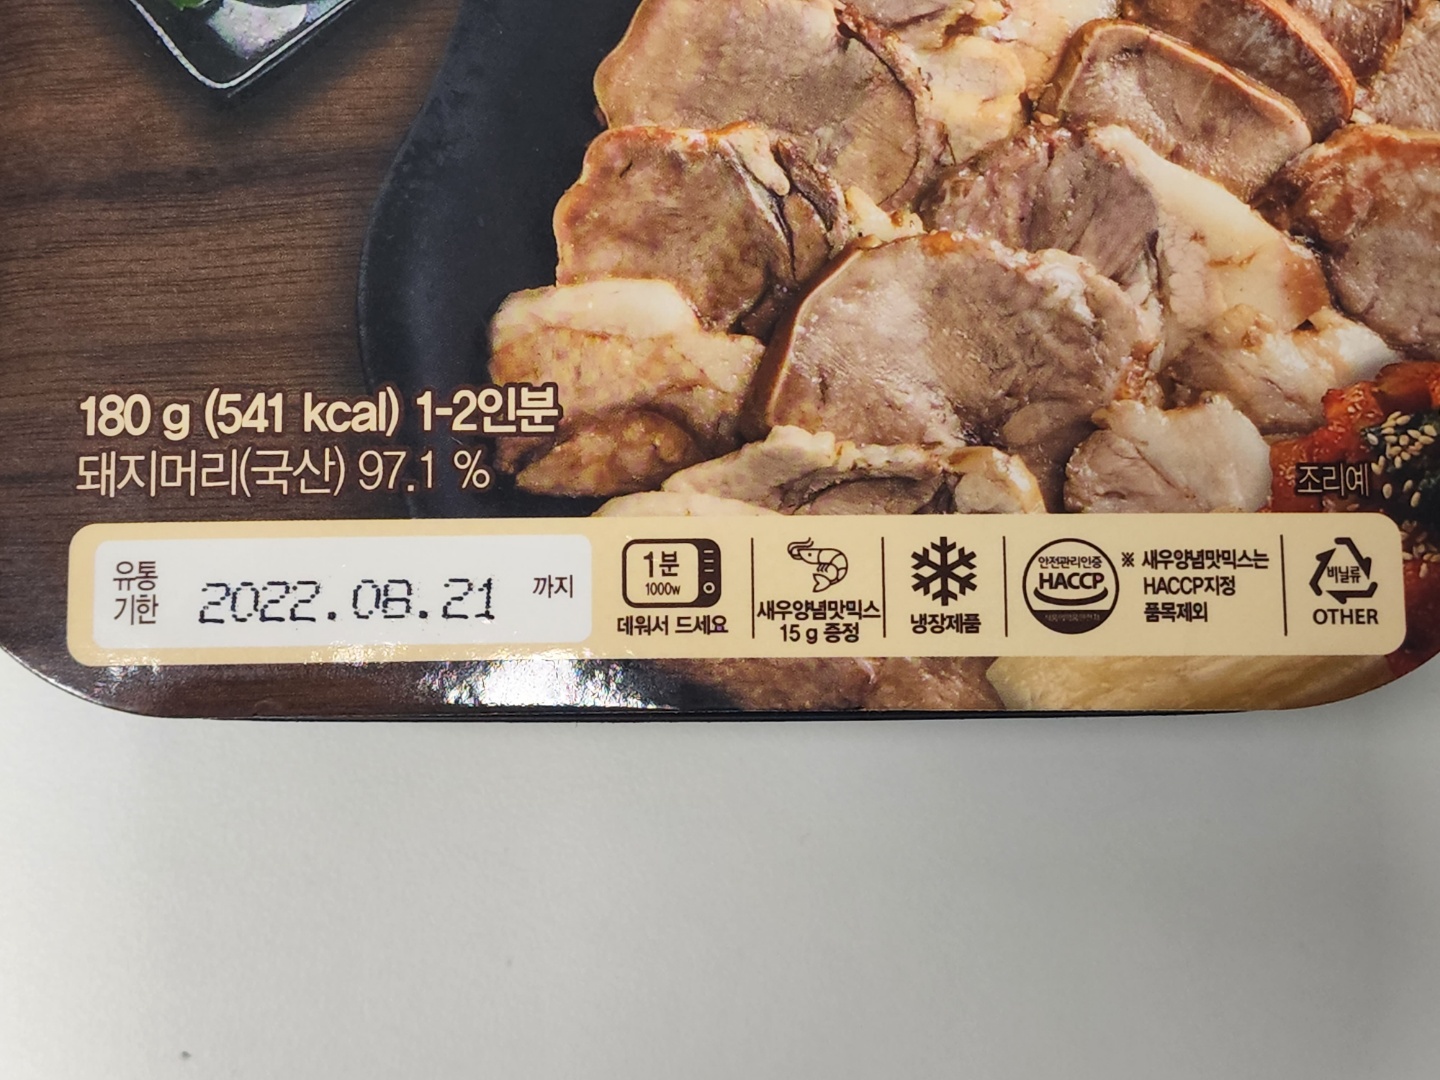 180 g (541 kcal) 1-2인분
돼지머리(국산) 97.1 %
조리예
유통
기한
2022.08.21
까지
1분
1000w
데워서 드세요
새우양념맛믹스
15 g 증정
냉장제품
안전관리인증
HACCP
※ 새우양념맛믹스는
HACCP지정
품목제외
비닐류
OTHER